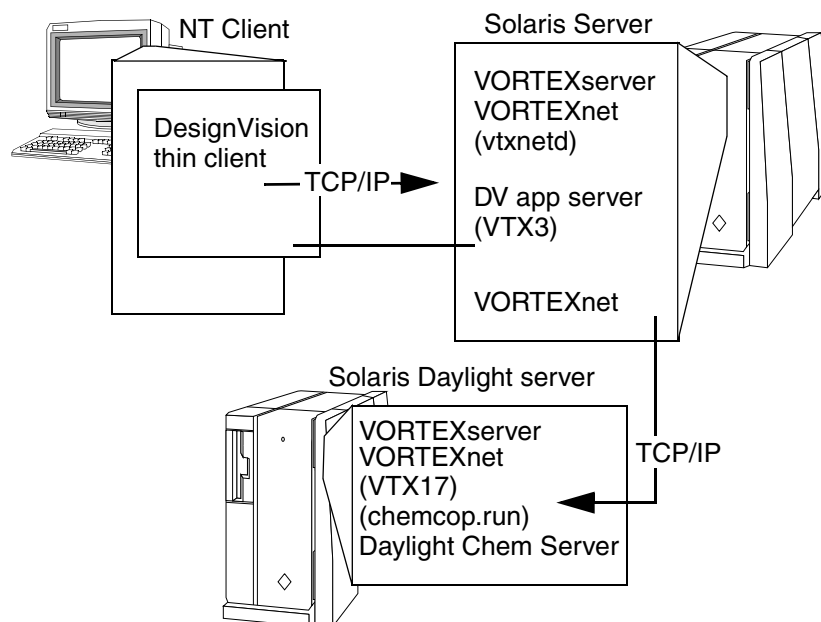 NT Client
DesignVision
thin client
TCP/IP
Solaris Server
VORTEXserver
VORTEXnet
(vtxnetd)
DV app server
(VTX3)
VORTEXnet
TCP/IP
Solaris Daylight server
VORTEXserver
VORTEXnet
(VTX17)
(chemcop.run)
Daylight Chem Server